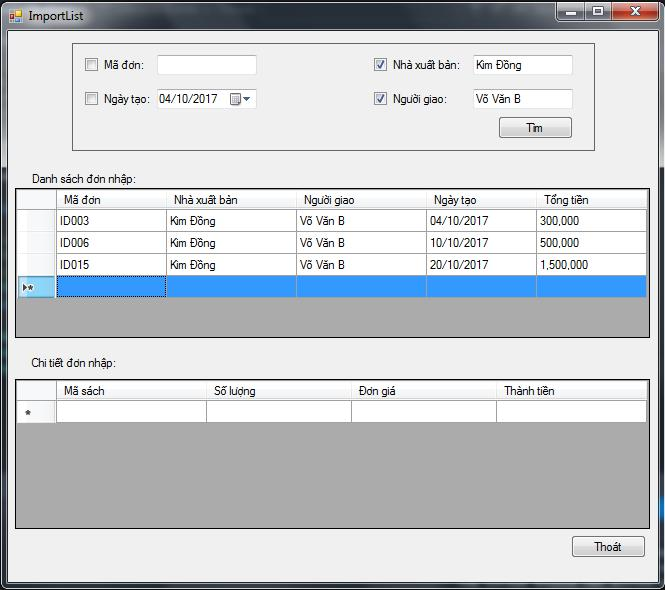 ImportList
Mã đơn: Nhà xuất bản: Kim Đồng
Ngày tạo: 04/10/2017 Người giao: Võ Văn B
Tìm
Danh sách đơn nhập:
Mã đơn Nhà xuất bản Người giao Ngày tạo Tổng tiền
ID003 Kim Đồng Võ Văn B 04/10/2017 300,000
ID006 Kim Đồng Võ Văn B 10/10/2017 500,000
ID015 Kim Đồng Võ Văn B 20/10/2017 1,500,000
Chi tiết đơn nhập:
Mã sách Số lượng Đơn giá Thành tiền
Thoát